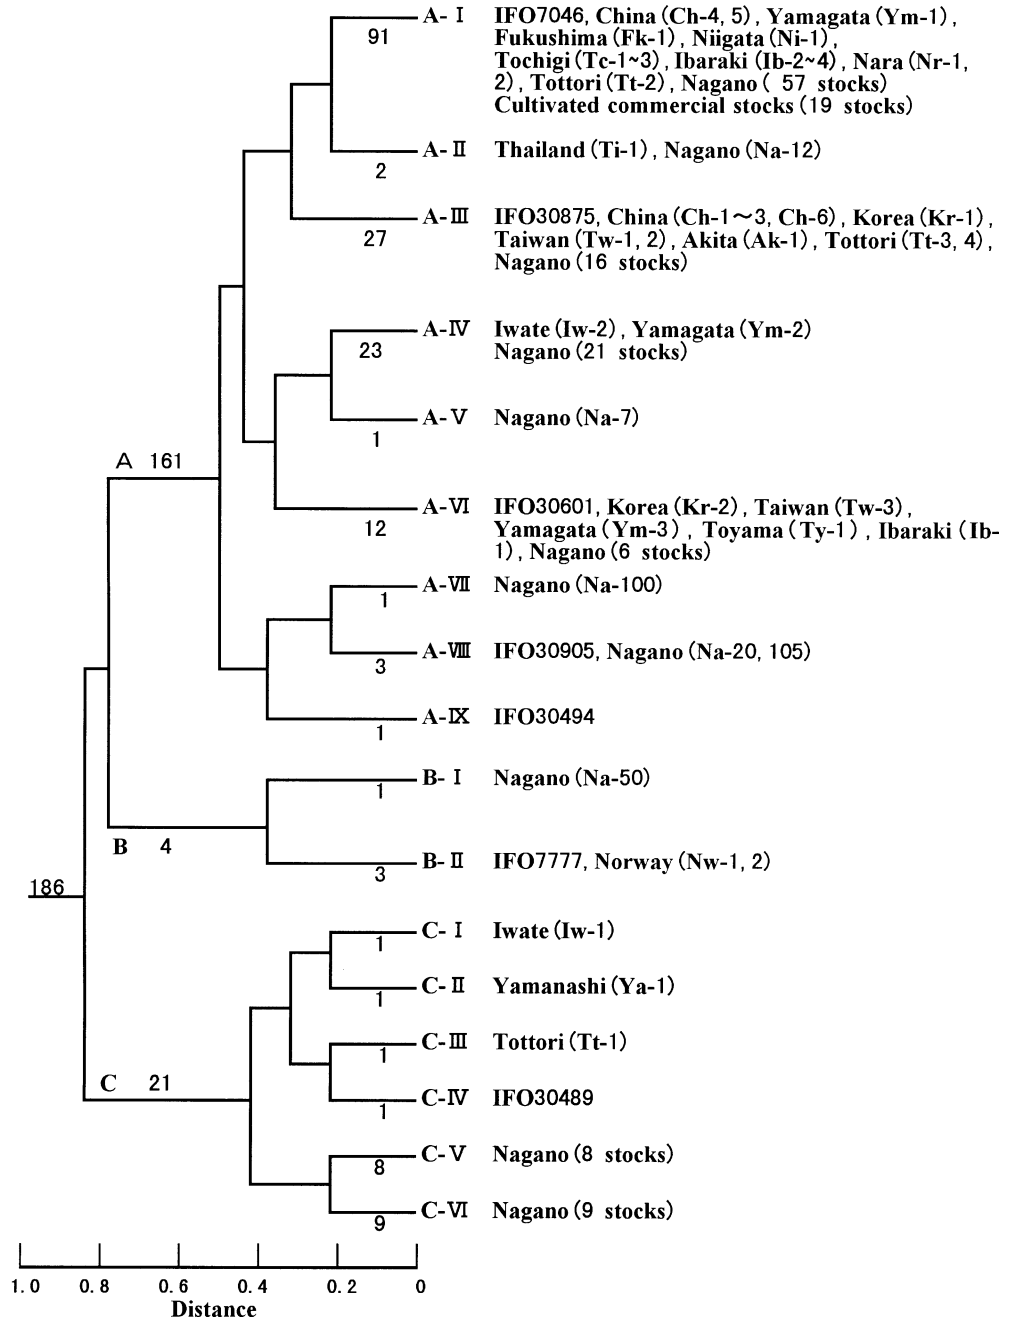 A-Ⅰ IFO7046, China (Ch-4, 5), Yamagata (Ym-1),
91 Fukushima (Fk-1), Niigata (Ni-1),
Tochigi (Tc-1~3), Ibaraki (Ib-2~4), Nara (Nr-1,
2), Tottori (Tt-2), Nagano ( 57 stocks)
Cultivated commercial stocks (19 stocks)
A-Ⅱ Thailand (Ti-1), Nagano (Na-12)
2
A-Ⅲ IFO30875, China (Ch-1～3, Ch-6), Korea (Kr-1),
27 Taiwan (Tw-1, 2), Akita (Ak-1), Tottori (Tt-3, 4),
Nagano (16 stocks)
A-Ⅳ Iwate (Iw-2), Yamagata (Ym-2)
23 Nagano (21 stocks)
A-Ⅴ Nagano (Na-7)
1
A 161
A-Ⅵ IFO30601, Korea (Kr-2), Taiwan (Tw-3),
12 Yamagata (Ym-3), Toyama (Ty-1), Ibaraki (Ib-
1), Nagano (6 stocks)
A-Ⅶ Nagano (Na-100)
1
A-Ⅷ IFO30905, Nagano (Na-20, 105)
3
A-Ⅸ IFO30494
1
B-Ⅰ Nagano (Na-50)
1
B 4
B-Ⅱ IFO7777, Norway (Nw-1, 2)
3
186
C-Ⅰ Iwate (Iw-1)
1
C-Ⅱ Yamanashi (Ya-1)
1
C-Ⅲ Tottori (Tt-1)
1
C 21
C-Ⅳ IFO30489
1
C-Ⅴ Nagano (8 stocks)
8
C-Ⅵ Nagano (9 stocks)
9
1.0 0.8 0.6 0.4 0.2 0
Distance